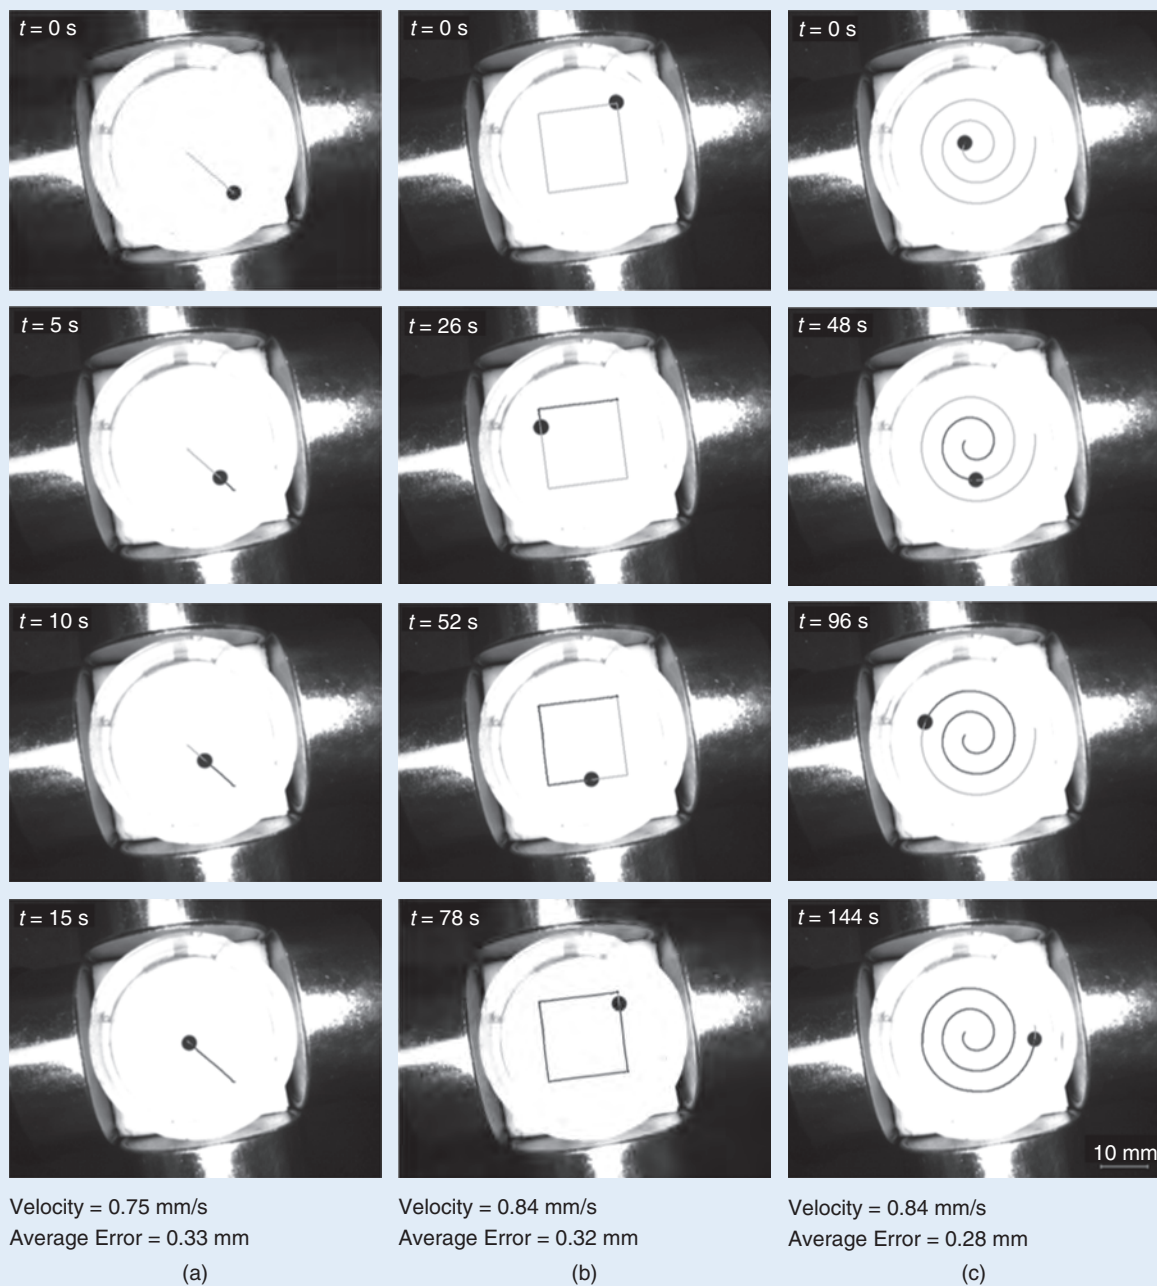 t = 0 s
t = 0 s
t = 0 s
t = 5 s
t = 26 s
t = 48 s
t = 10 s
t = 52 s
t = 96 s
t = 15 s
t = 78 s
t = 144 s
10 mm
Velocity = 0.75 mm/s
Average Error = 0.33 mm
(a)
Velocity = 0.84 mm/s
Average Error = 0.32 mm
(b)
Velocity = 0.84 mm/s
Average Error = 0.28 mm
(c)